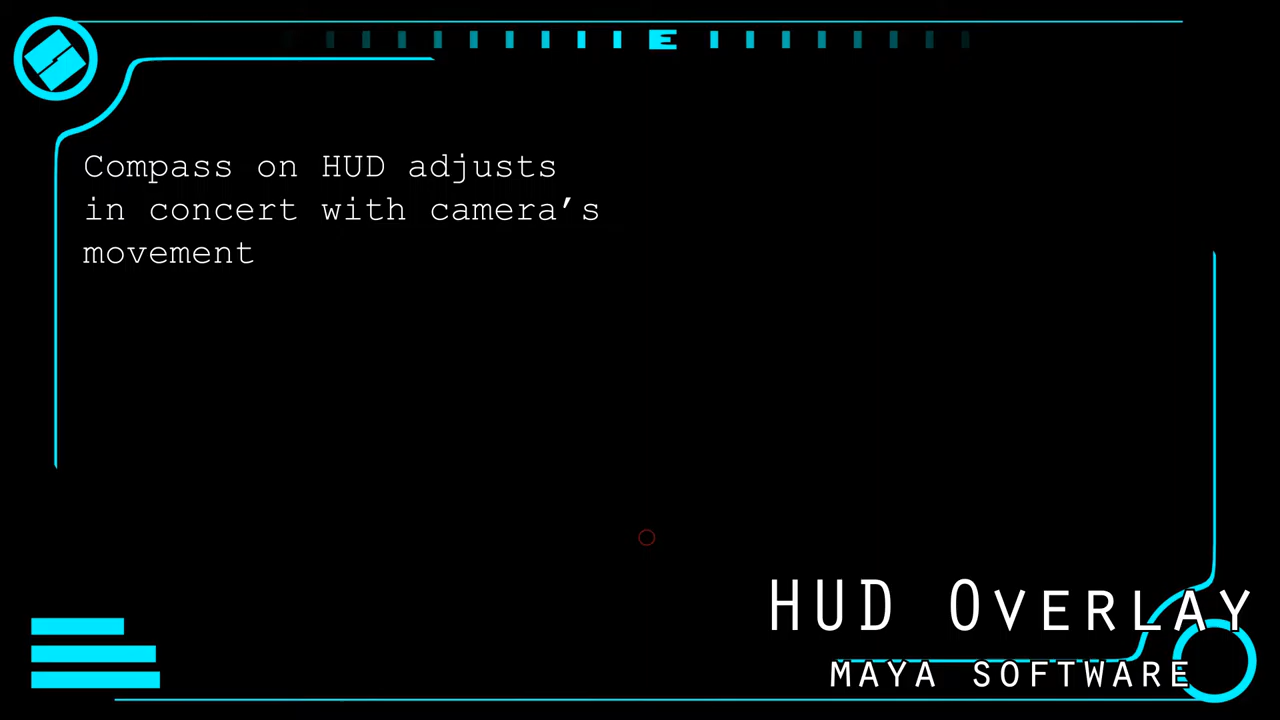 E
Compass on HUD adjusts
in concert with camera’s
movement
HUD OVERLAY
MAYA SOFTWARE